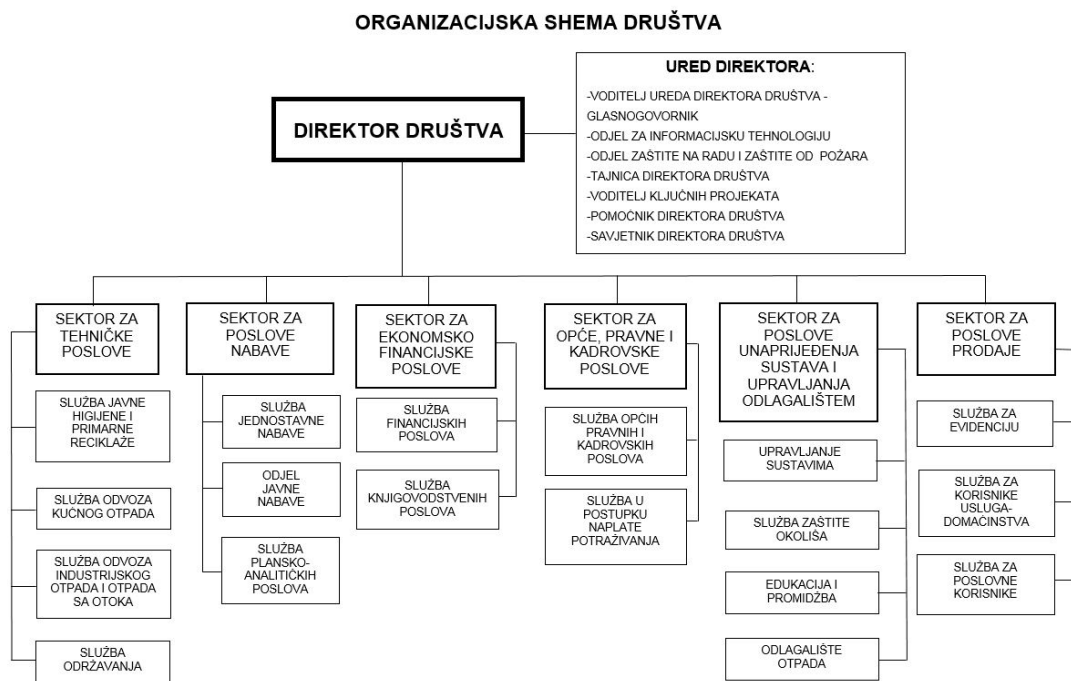 ORGANIZACIJSKA SHEMA DRUŠTVA
URED DIREKTORA:
-VODITELJ UREDA DIREKTORA DRUŠTVA -
GLASNOGOVORNIK
-ODJEL ZA INFORMACIJSKU TEHNOLOGIJU
-ODJEL ZAŠTITE NA RADU I ZAŠTITE OD POŽARA
-TAJNICA DIREKTORA DRUŠTVA
-VODITELJ KLJUČNIH PROJEKATA
-POMOĆNIK DIREKTORA DRUŠTVA
-SAVJETNIK DIREKTORA DRUŠTVA
DIREKTOR DRUŠTVA
SEKTOR ZA
TEHNIČKE
POSLOVE
SLUŽBA JAVNE
HIGIJENE I
PRIMARNE
RECIKLAŽE
SLUŽBA ODVOZA
KUĆNOG OTPADA
SLUŽBA ODVOZA
INDUSTRIJSKOG
OTPADA I OTPADA
SA OTOKA
SLUŽBA
ODRŽAVANJA
SEKTOR ZA
POSLOVE
NABAVE
SLUŽBA
JEDNOSTAVNE
NABAVE
ODJEL
JAVNE
NABAVE
SLUŽBA
PLANSKO-
ANALITIČKIH
POSLOVA
SEKTOR ZA
EKONOMSKO
FINANCIJSKE
POSLOVE
SLUŽBA
FINANCIJSKIH
POSLOVA
SLUŽBA
KNJIGOVODSTVENIH
POSLOVA
SEKTOR ZA
OPĆE, PRAVNE I
KADROVSKE
POSLOVE
SLUŽBA OPĆIH
PRAVNIH I
KADROVSKIH
POSLOVA
SLUŽBA U
POSTUPKU
NAPLATE
POTRAŽIVANJA
SEKTOR ZA
POSLOVE
UNAPRIJEĐENJA
SUSTAVA I
UPRAVLJANJA
ODLAGALIŠTEM
UPRAVLJANJE
SUSTAVIMA
SLUŽBA ZAŠTITE
OKOLIŠA
EDUKACIJA I
PROMIDŽBA
ODLAGALIŠTE
OTPADA
SEKTOR ZA
POSLOVE
PRODAJE
SLUŽBA ZA
EVIDENCIJU
SLUŽBA ZA
KORISNIKE
USLUGA-
DOMAĆINSTVA
SLUŽBA ZA
POSLOVNE
KORISNIKE